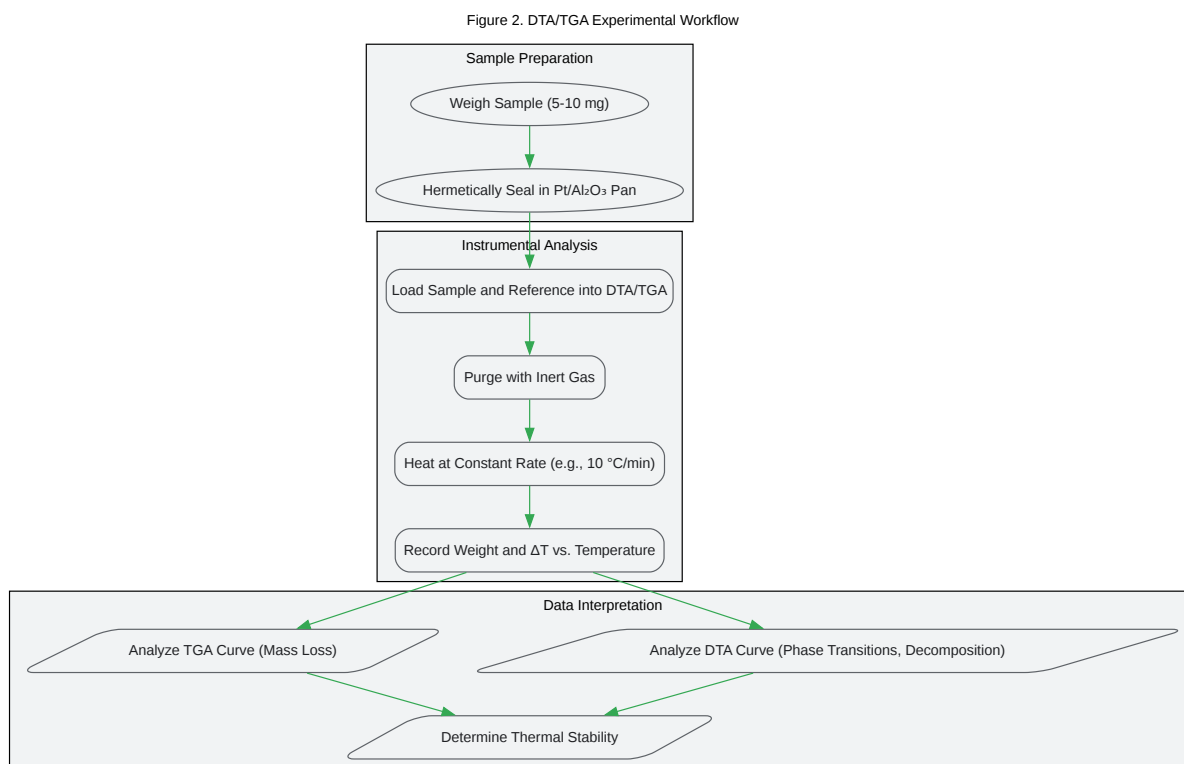 Figure 2. DTA/TGA Experimental Workflow
Sample Preparation
Weigh Sample (5-10 mg)
Hermetically Seal in Pt/Al₂O₃ Pan
Instrumental Analysis
Load Sample and Reference into DTA/TGA
Purge with Inert Gas
Heat at Constant Rate (e.g., 10 °C/min)
Record Weight and ΔT vs. Temperature
Data Interpretation
Analyze TGA Curve (Mass Loss)
Analyze DTA Curve (Phase Transitions, Decomposition)
Determine Thermal Stability